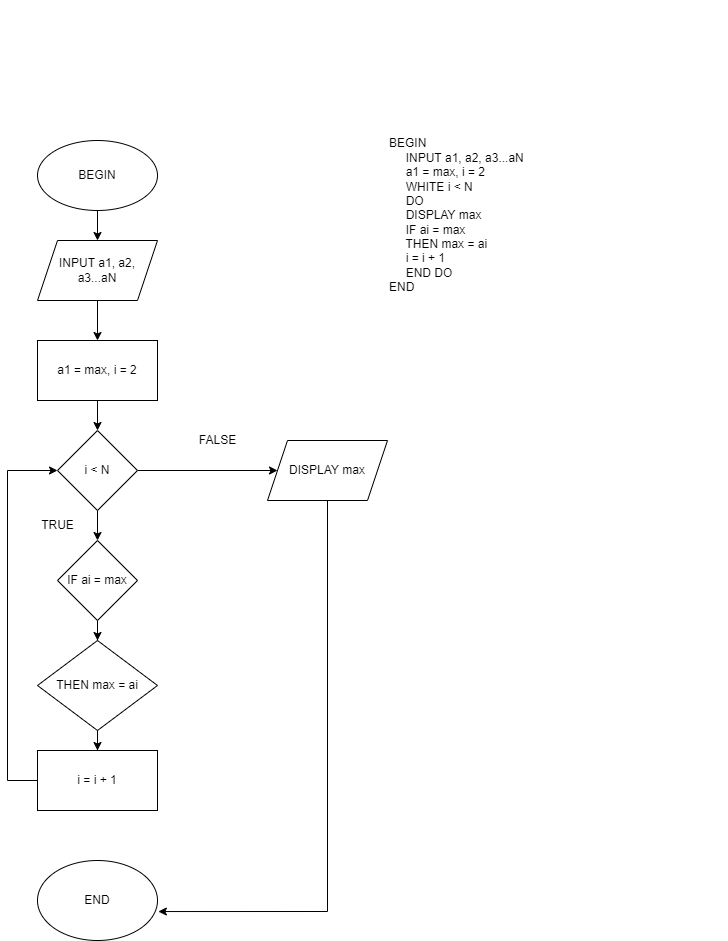 BEGIN
INPUT a1, a2,
a3...aN
a1 = max, i = 2
i < N
FALSE
DISPLAY max
TRUE
IF ai = max
THEN max = ai
i = i + 1
END
BEGIN
INPUT a1, a2, a3...aN
a1 = max, i = 2
WHITE i < N
DO
DISPLAY max
IF ai = max
THEN max = ai
i = i + 1
END DO
END